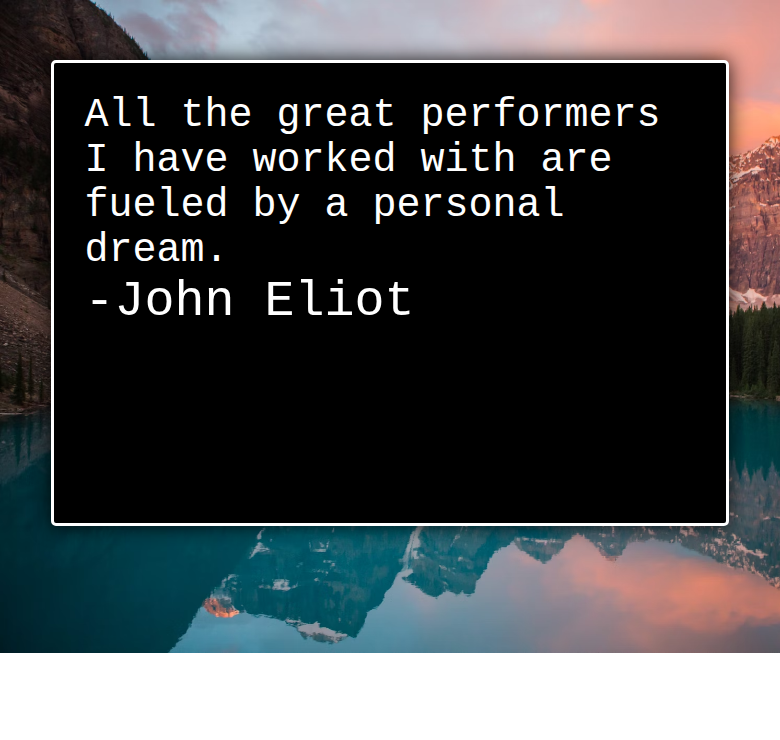 All the great performers
I have worked with are
fueled by a personal
dream.
-John Eliot